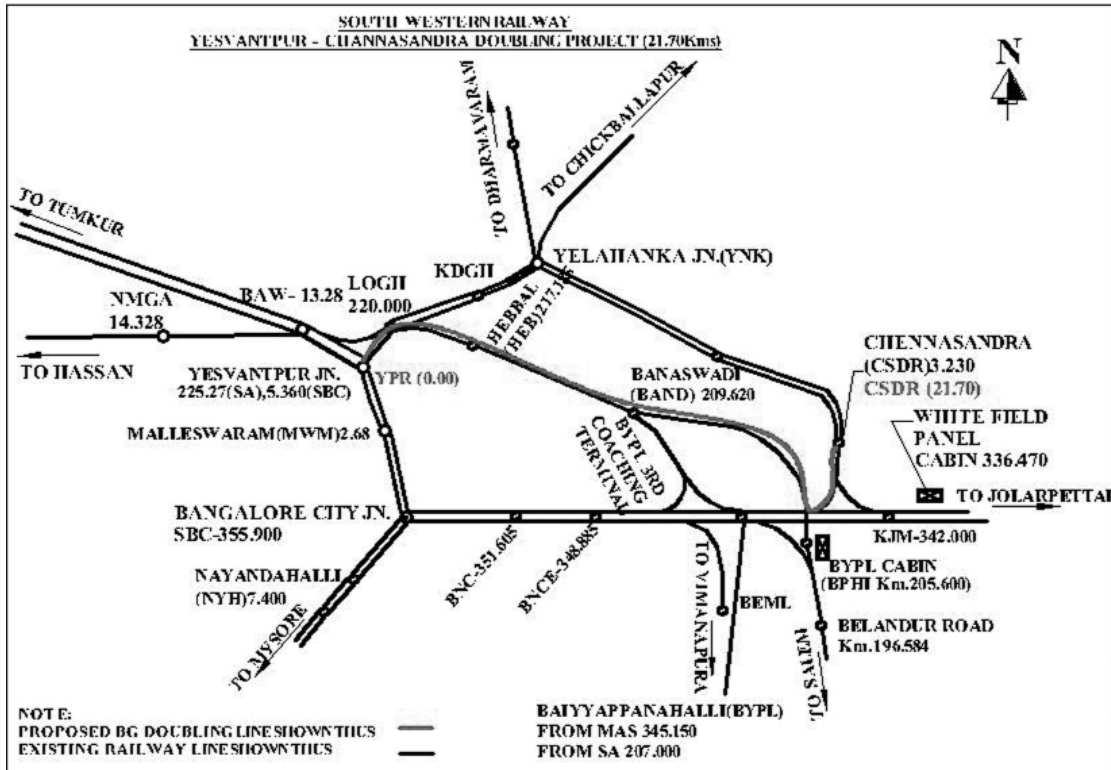 SOUTH WESTERN RAILWAY
YESVANTPUR - CHANNASANDRA DOUBLING PROJECT (21.70Kms)
N
TO DHARMAVARAM
TO CHICKBALLAPUR
TO TUMKUR
YELAHANKA JN.(YNK)
KDGH
LOGH
220.000
BAW- 13.28
NMGA
14.328
HEBBAL
(HEB)217.1
CHENNASANDRA
(CSDR)3.230
CSDR (21.70)
TO HASSAN
YESVANTPUR JN.
225.27(SA),5.360(SBC)
YPR (0.00)
BANASWADI
(BAND) 209.620
WHITE FIELD
PANEL
CABIN 336.470
MALLESWARAM(MWM)2.68
BYPL 3RD
COACHING
TERMINAL
TO JOLARPETTAI
BANGALORE CITY JN.
SBC-355.900
KJM-342.000
BNC-351.605
BNCE-348.885
NAYANDAHALLI
(NYH)7.400
BYPL CABIN
(BPHI Km.205.600)
TO VIMANAPURA
BEML
BELANDUR ROAD
Km.196.584
TO MYSORE
TO SALEM
NOTE:
PROPOSED BG DOUBLING LINE SHOWN THUS
EXISTING RAILWAY LINE SHOWN THUS
BAIYYAPPANAHALLI(BYPL)
FROM MAS 345.150
FROM SA 207.000